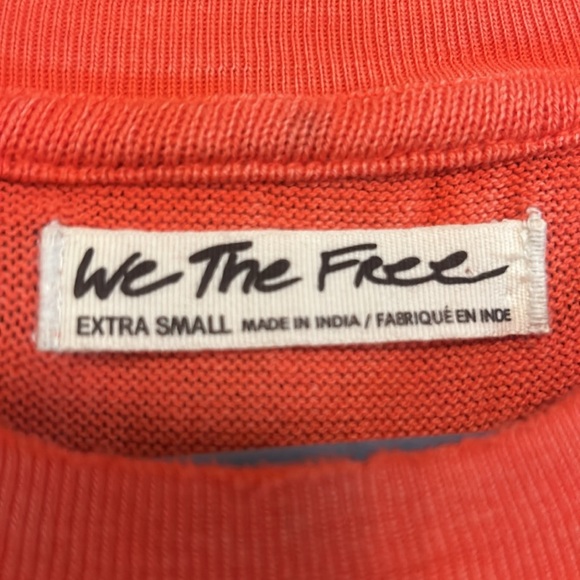 We The Free
EXTRA SMALL MADE IN INDIA / FABRIQUÉ EN INDE